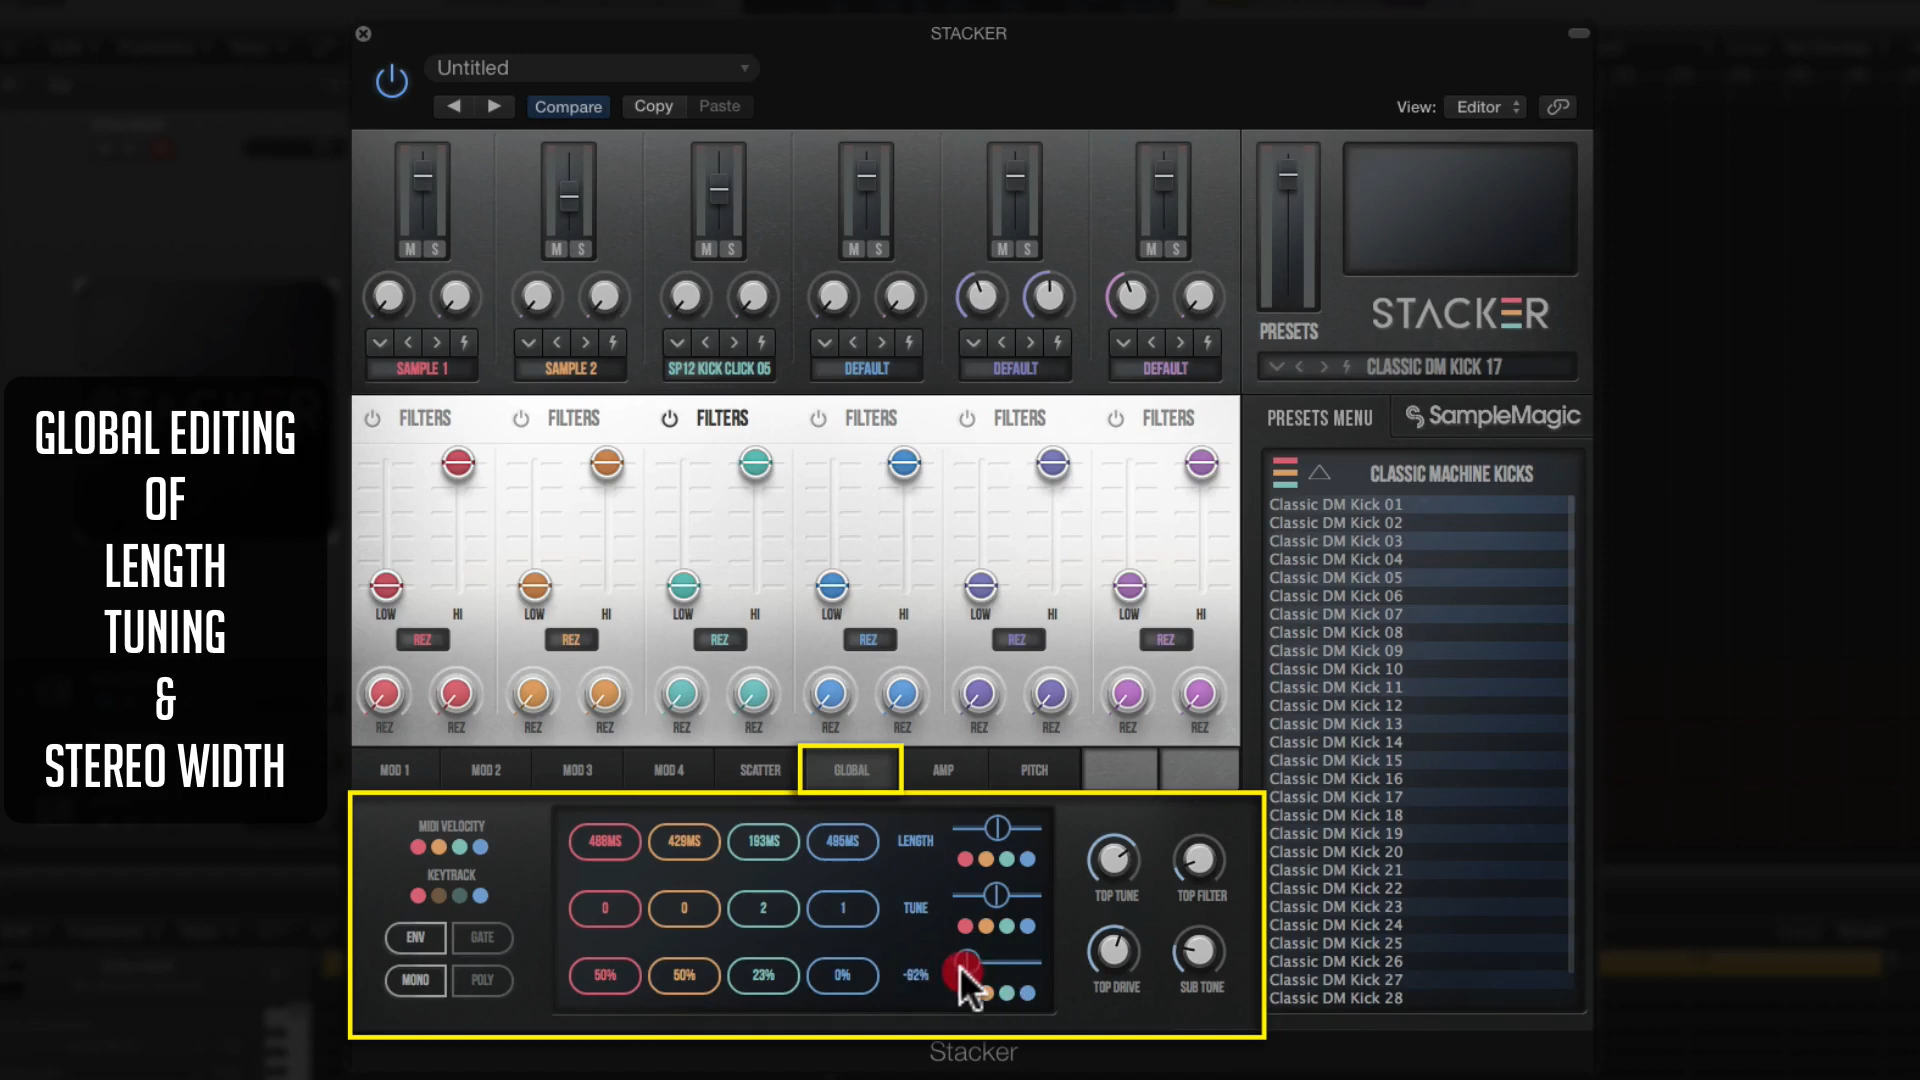 STACKER
Untitled
Compare
Copy
Paste
View:
Editor
M S
M S
M S
M S
M S
M S
SAMPLE 1
SAMPLE 2
SP12 KICK CLICK 05
DEFAULT
DEFAULT
DEFAULT
PRESETS
STACKER
CLASSIC DM KICK 17
FILTERS
FILTERS
FILTERS
FILTERS
FILTERS
FILTERS
PRESETS MENU
SampleMagic
GLOBAL EDITING
OF
LENGTH
TUNING
&
STEREO WIDTH
LOW HI
LOW HI
LOW HI
LOW HI
LOW HI
LOW HI
REZ
REZ
REZ
REZ
REZ
REZ
REZ REZ
REZ REZ
REZ REZ
REZ REZ
REZ REZ
REZ REZ
CLASSIC MACHINE KICKS
Classic DM Kick 01
Classic DM Kick 02
Classic DM Kick 03
Classic DM Kick 04
Classic DM Kick 05
Classic DM Kick 06
Classic DM Kick 07
Classic DM Kick 08
Classic DM Kick 09
Classic DM Kick 10
Classic DM Kick 11
Classic DM Kick 12
Classic DM Kick 13
Classic DM Kick 14
Classic DM Kick 15
Classic DM Kick 16
Classic DM Kick 17
Classic DM Kick 18
Classic DM Kick 19
Classic DM Kick 20
Classic DM Kick 21
Classic DM Kick 22
Classic DM Kick 23
Classic DM Kick 24
Classic DM Kick 25
Classic DM Kick 26
Classic DM Kick 27
Classic DM Kick 28
MOD 1
MOD 2
MOD 3
MOD 4
SCATTER
GLOBAL
AMP
PITCH
MIDI VELOCITY
KEYTRACK
ENV
GATE
MONO
POLY
488MS 429MS 193MS 495MS LENGTH
0 0 2 1 TUNE
50% 50% 23% 0% -92%
TOP TUNE
TOP FILTER
TOP DRIVE
SUB TONE
Stacker